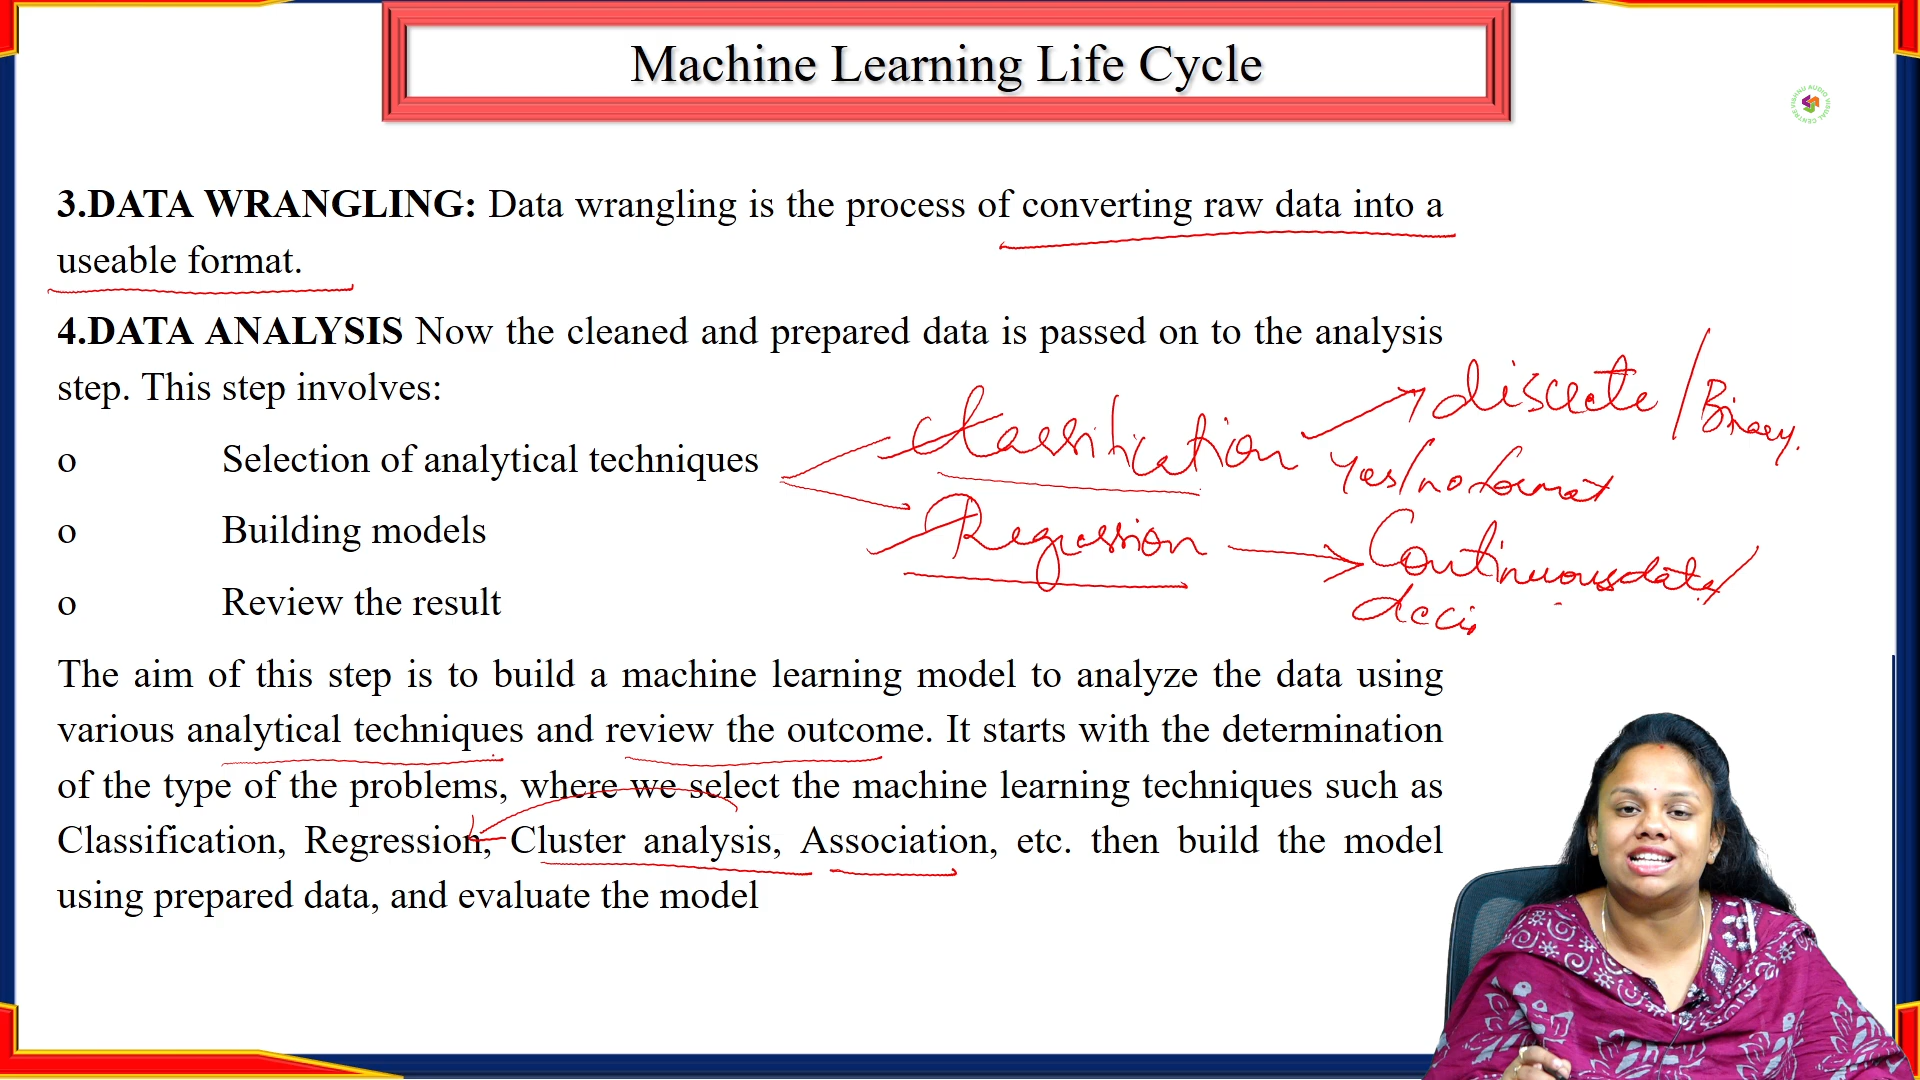 Machine Learning Life Cycle
VISHNU AUDIO VISUAL CENTRE
3.DATA WRANGLING: Data wrangling is the process of converting raw data into a
useable format.
4.DATA ANALYSIS Now the cleaned and prepared data is passed on to the analysis
step. This step involves:
o Selection of analytical techniques
o Building models
o Review the result
Classification
discrete / Binary.
Yes/no format
Regression
Continuous data/
deci
The aim of this step is to build a machine learning model to analyze the data using
various analytical techniques and review the outcome. It starts with the determination
of the type of the problems, where we select the machine learning techniques such as
Classification, Regression, Cluster analysis, Association, etc. then build the model
using prepared data, and evaluate the model